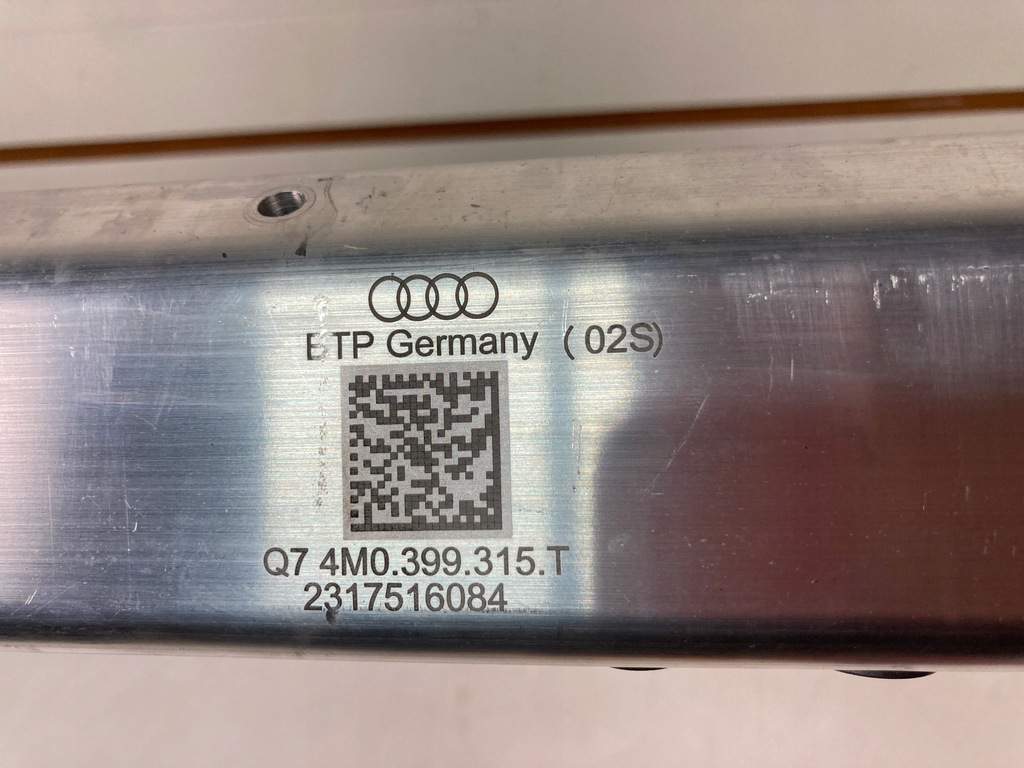 BTP Germany (02S)
Q7 4M0.399.315.T
2317516084